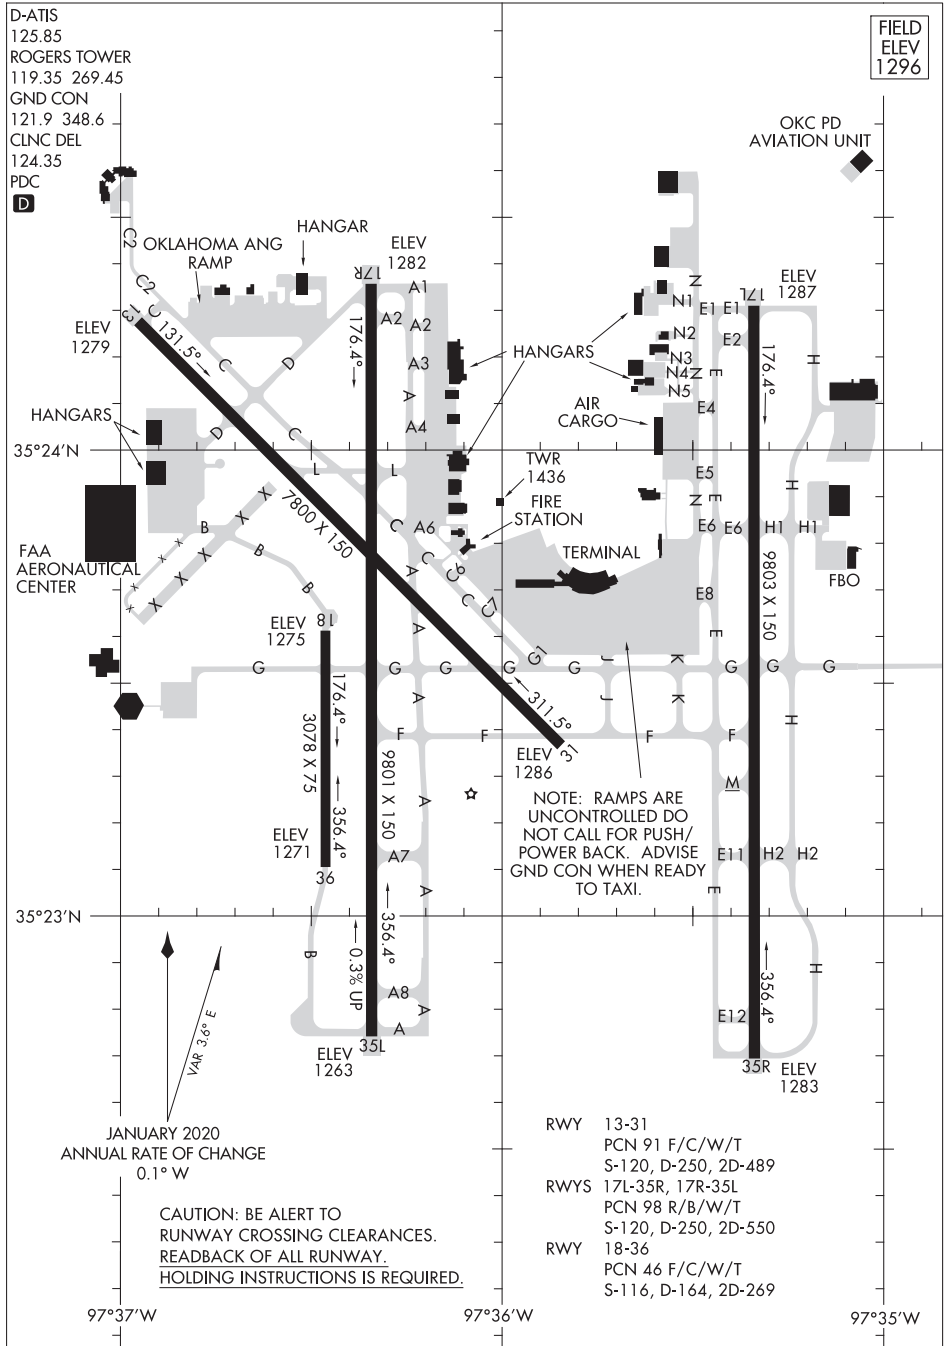 D-ATIS
125.85
ROGERS TOWER
119.35 269.45
GND CON
121.9 348.6
CLNC DEL
124.35
PDC
D
FIELD
ELEV
1296
OKC PD
AVIATION UNIT
C2
OKLAHOMA ANG
RAMP
HANGAR
ELEV
1282
17R
A1
C2
C
13
131.5°
ELEV
1279
176.4°
A2
A2
A3
A
A4
C
D
HANGARS
N
N1
N2
N3
N4
N
N5
E1
E1
17L
ELEV
1287
E2
E
176.4°
H
E4
AIR
CARGO
HANGARS
D
C
35°24'N
L
L
TWR
1436
FIRE
STATION
E5
N
E
H
X
X
X
X
X
x
x
x
x
B
B
B
7800 X 150
C
A6
C
C6
A
C
C7
E6
E6
H1
H1
TERMINAL
FBO
FAA
AERONAUTICAL
CENTER
E8
9803 X 150
ELEV
1275
18
A
E
G1
G
G
G
G
G
G
G
G
J
K
J
K
176.4°
3078 X 75
A
311.5°
H
F
F
F
F
31
ELEV
1286
9801 X 150
M
356.4°
A
NOTE: RAMPS ARE
UNCONTROLLED DO
NOT CALL FOR PUSH/
POWER BACK. ADVISE
GND CON WHEN READY
TO TAXI.
ELEV
1271
36
A7
E11
H2
H2
A
E
35°23'N
356.4°
B
0.3% UP
H
356.4°
A8
A
A
E12
VAR 3.6° E
35L
ELEV
1263
35R
ELEV
1283
JANUARY 2020
ANNUAL RATE OF CHANGE
0.1° W
RWY 13-31
PCN 91 F/C/W/T
S-120, D-250, 2D-489
RWYS 17L-35R, 17R-35L
PCN 98 R/B/W/T
S-120, D-250, 2D-550
RWY 18-36
PCN 46 F/C/W/T
S-116, D-164, 2D-269
CAUTION: BE ALERT TO
RUNWAY CROSSING CLEARANCES.
READBACK OF ALL RUNWAY.
HOLDING INSTRUCTIONS IS REQUIRED.
97°37'W
97°36'W
97°35'W